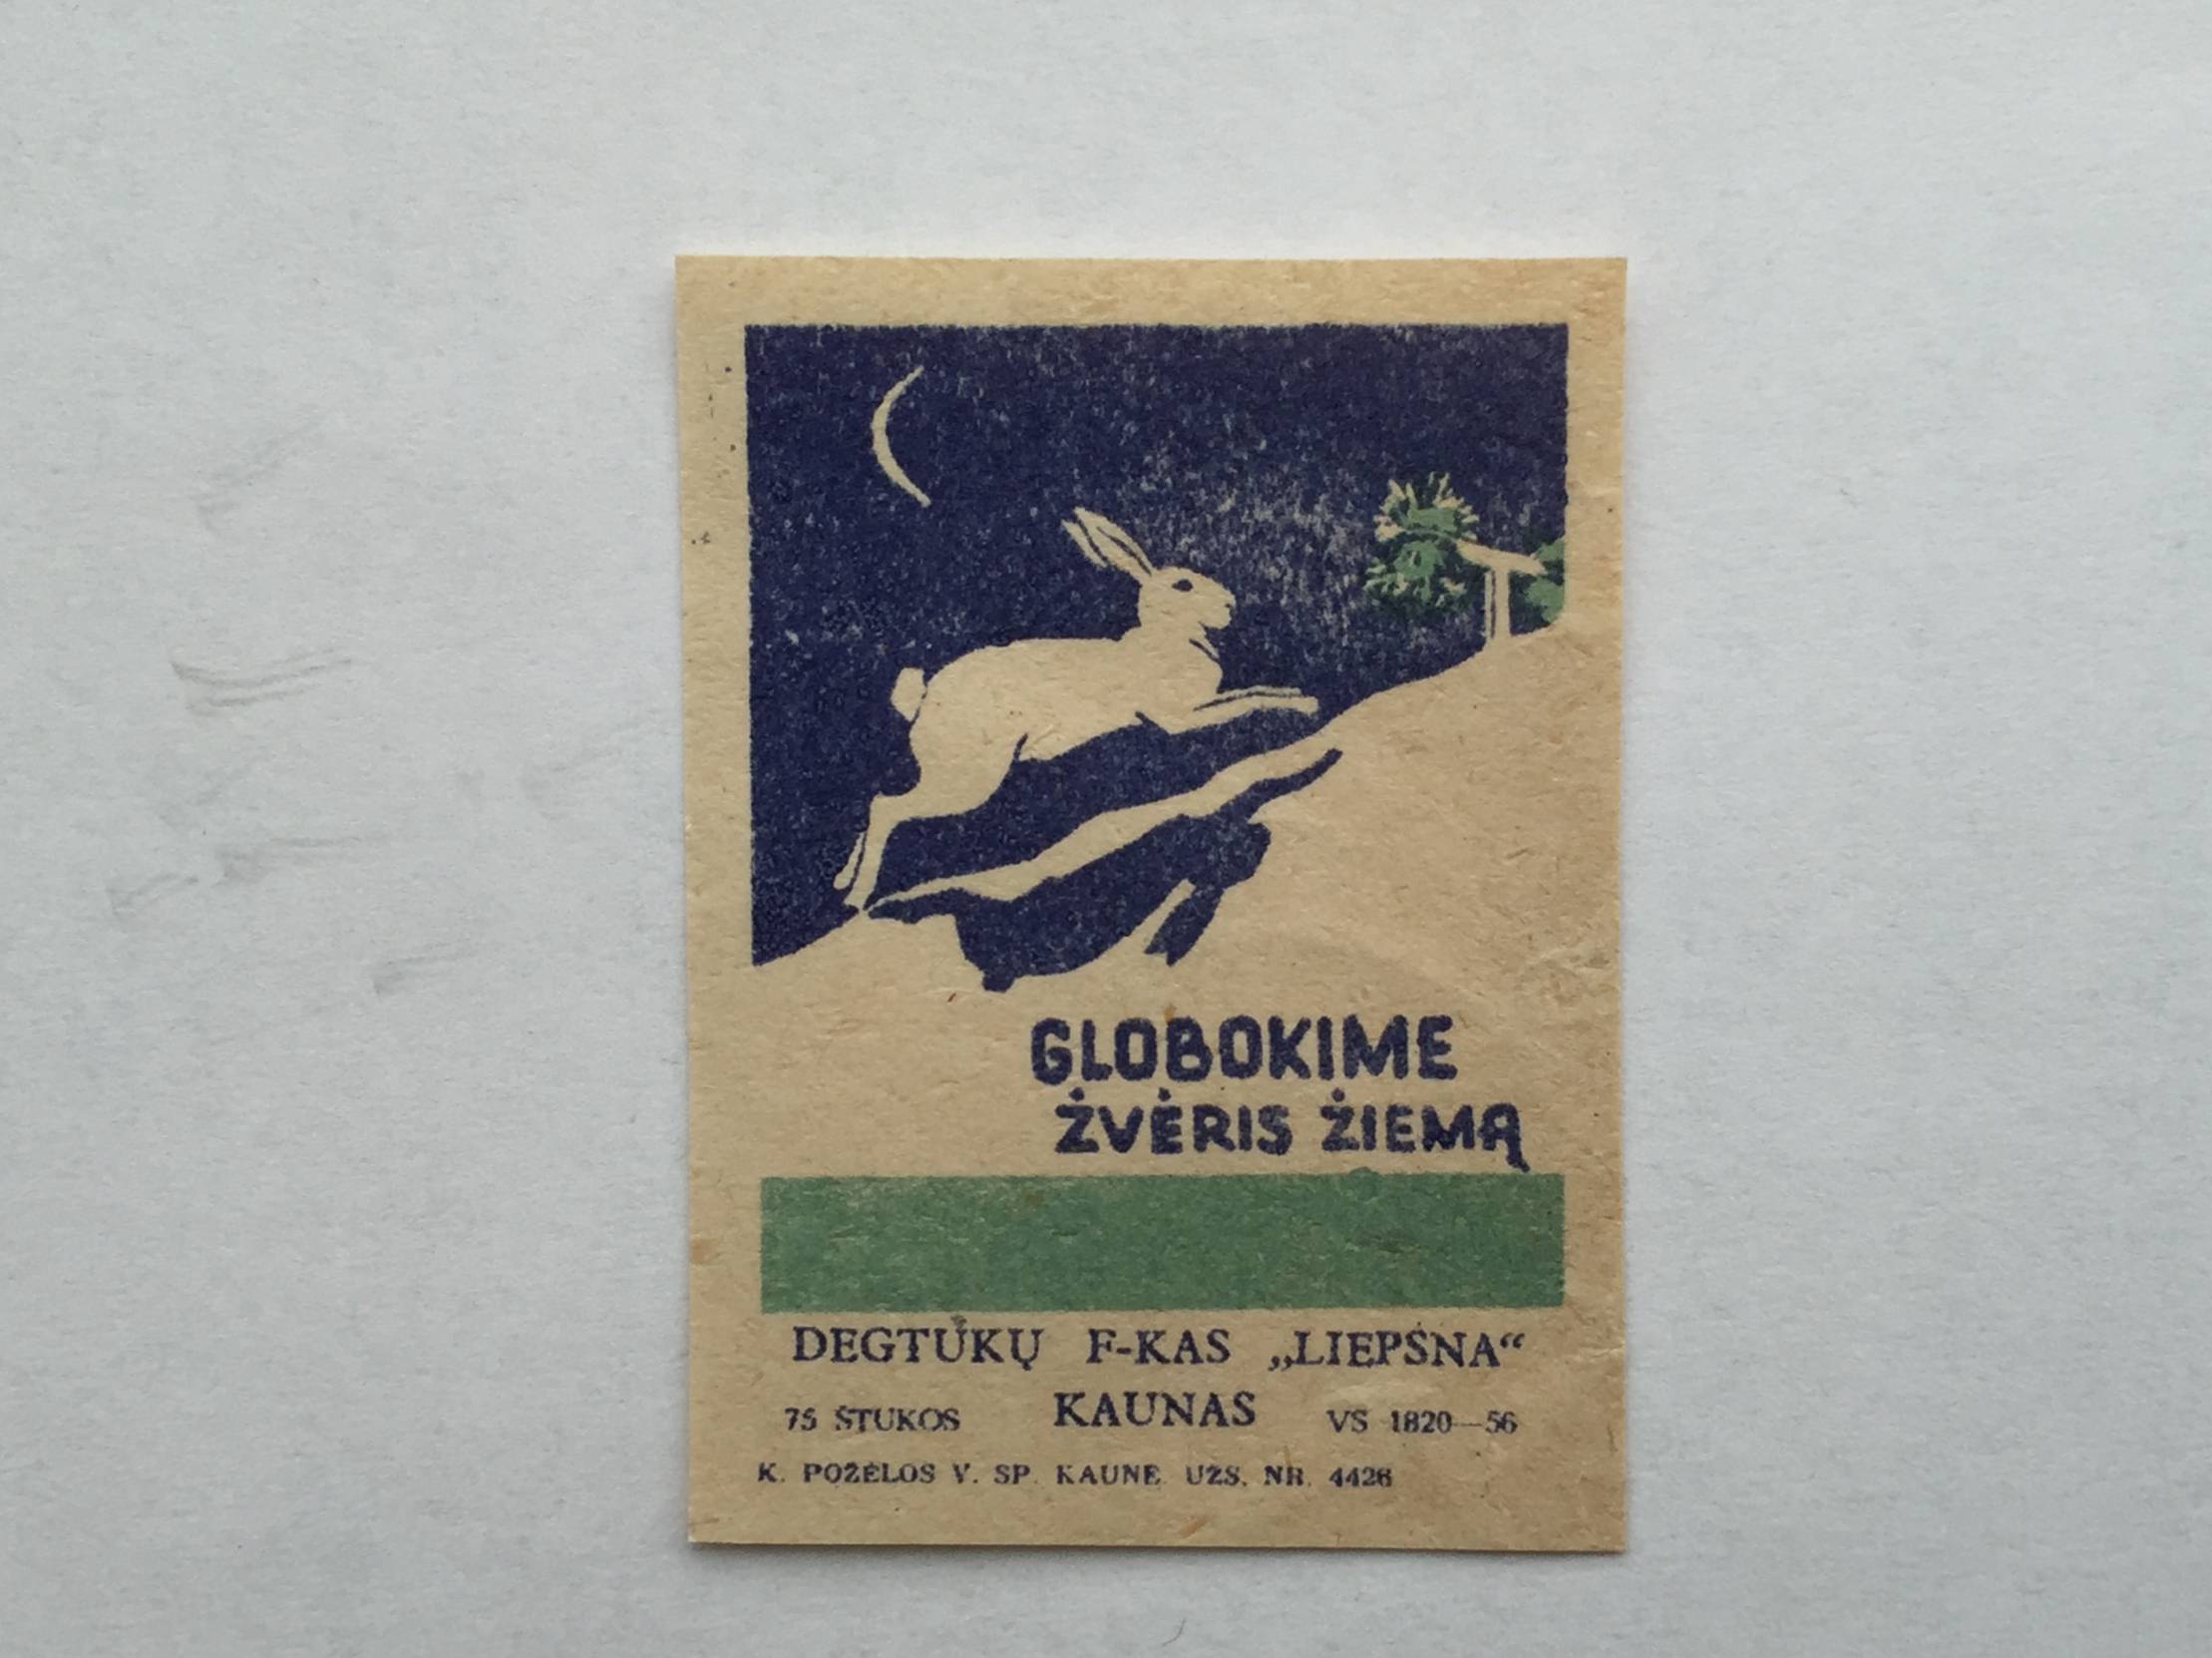 GLOBOKIME
ŽVĖRIS ŽIEMĄ
DEGTUKŲ F-KAS „LIEPSNA“
75 ŠTUKOS KAUNAS VS 1820—56
K. POŽĖLOS V. SP. KAUNE UŽS. NR. 4426